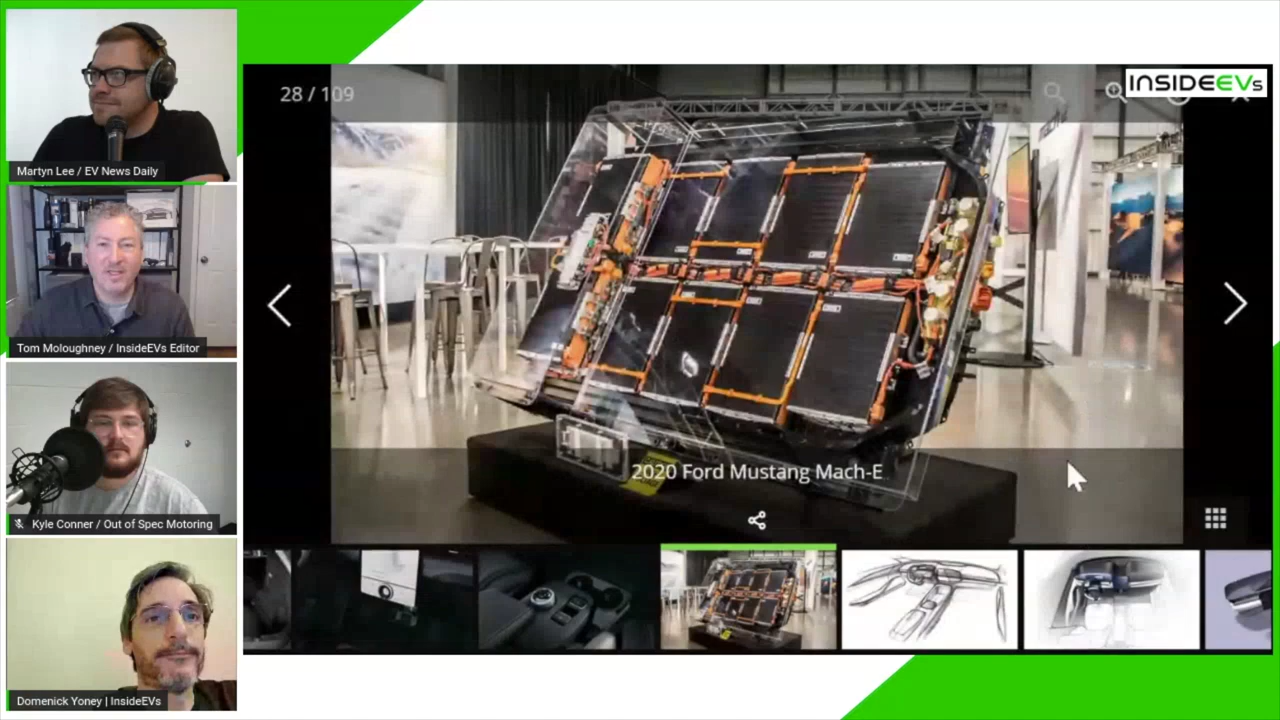 Martyn Lee / EV News Daily
Tom Moloughney / InsideEVs Editor
Kyle Conner / Out of Spec Motoring
Domenick Yoney | InsideEVs
28 / 109
INSIDEEVs
2020 Ford Mustang Mach-E